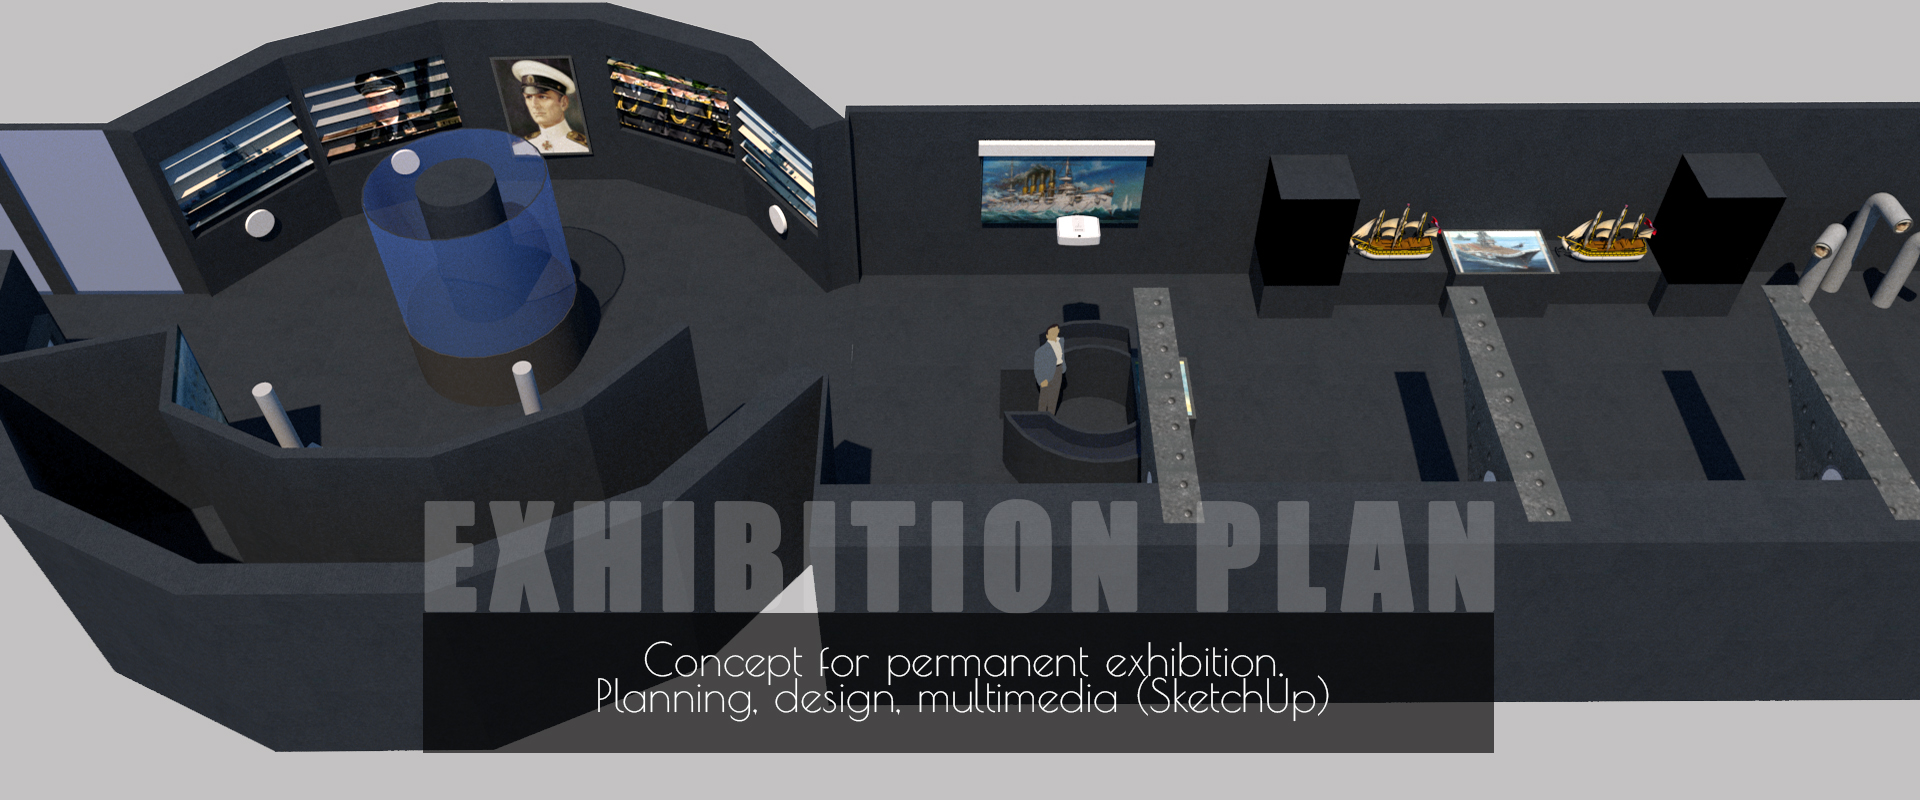 EXHIBITION PLAN
Concept for permanent exhibition.
Planning, design, multimedia (SketchUp)